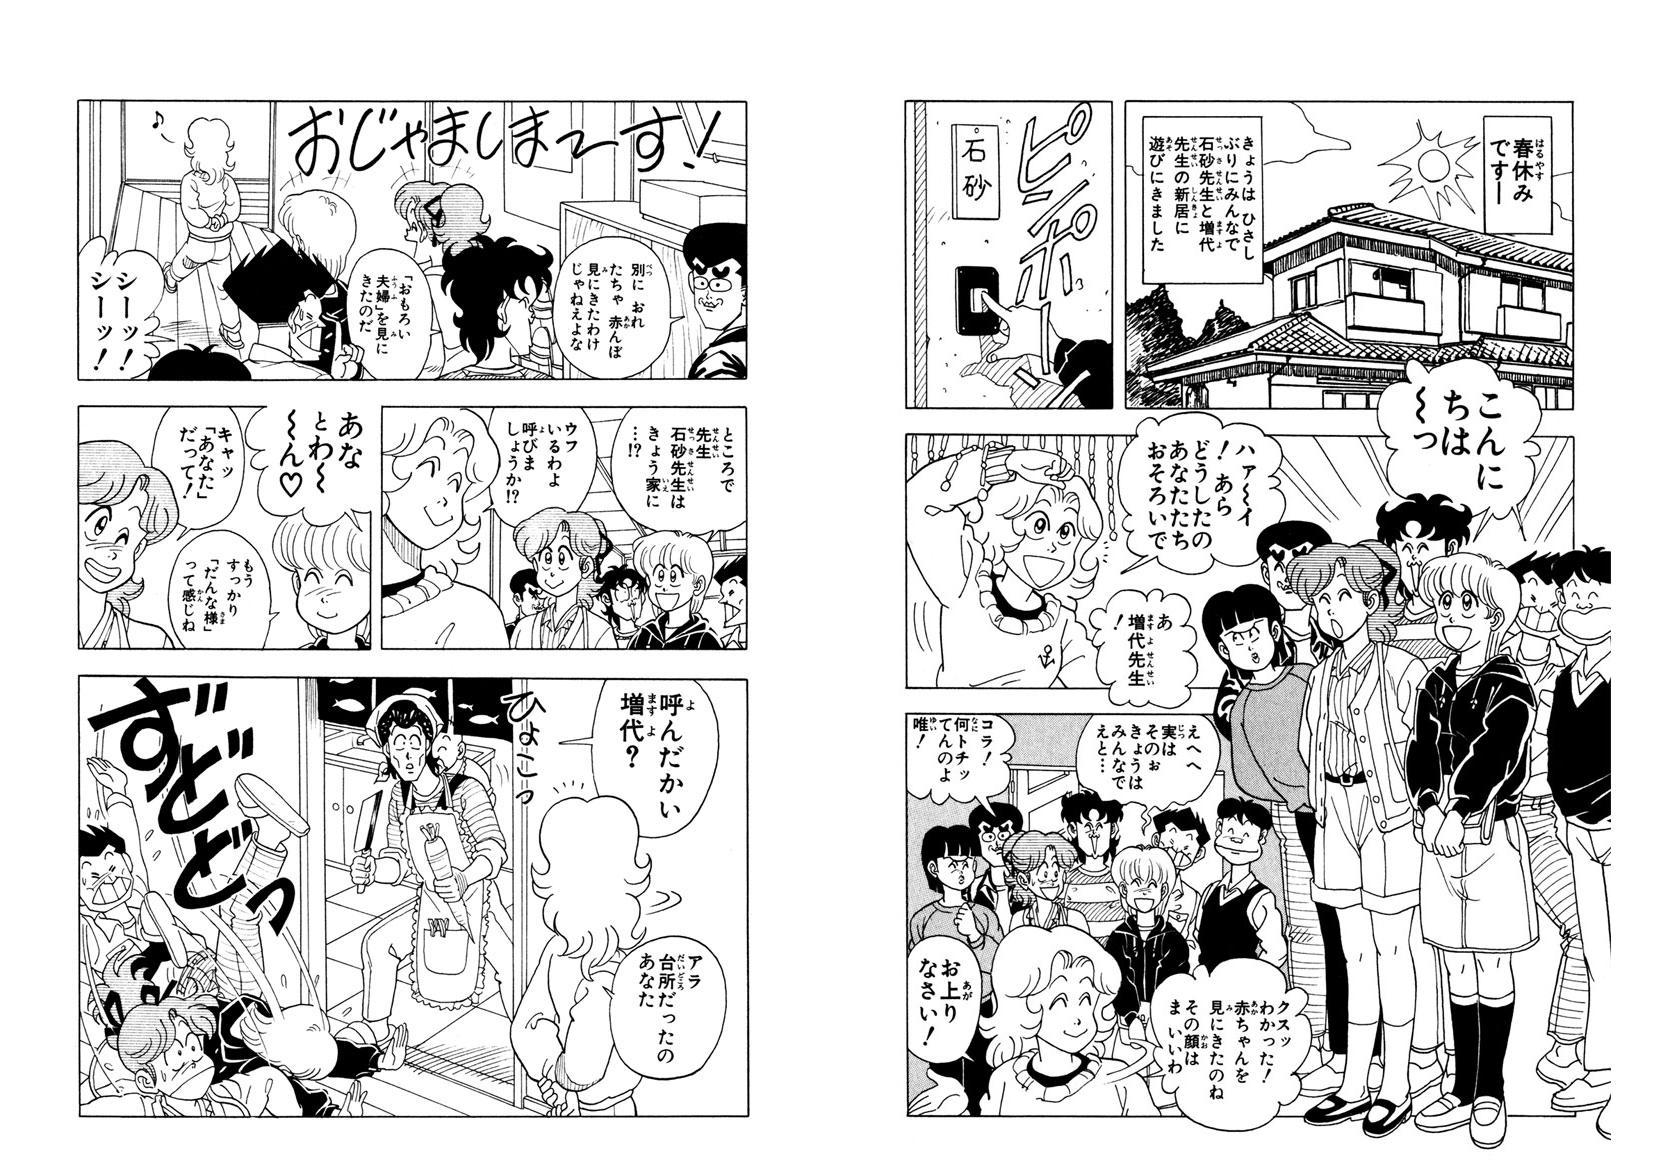 春休み
です―
きょうは ひさし
ぶりにみんなで
石砂先生と増代
先生の新居に
遊びにきました
石砂
ピンポーン
こんに
ちは
〜っ
ハァ〜イ
！あら
どうしたの
あなたたち
おそろいで
あ
増代先生
！
えへへ
実は
そのぉ
きょうは
みんなで
えと…
コラ！
何トチッ
てんのよ
唯！
クスッ
わかった！
赤ちゃんを
見にきたのね
その顔は
ま いいわ
お上り
なさい！
おじゃましま〜す！
別に おれ
たちゃ 赤んぼ
見にきたわけ
じゃねえよな
「おもろい
夫婦」を見に
きたのだ
シーッ！
シーッ！
ところで
先生
石砂先生は
きょう家に
…!?
ウフ
いるわよ
呼びま
しょうか!?
あな
とわ〜
〜ん♡
キャッ
「あなた」
だって！
もう
すっかり
「だんな様」
って感じね
呼んだかい
増代？
ひょこっ
アラ
台所だったの
あなた
ずどどどっ